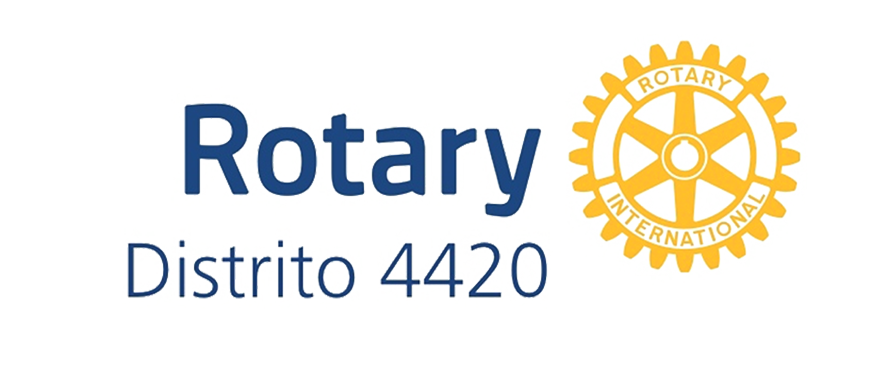 Rotary
Distrito 4420
ROTARY
INTERNATIONAL